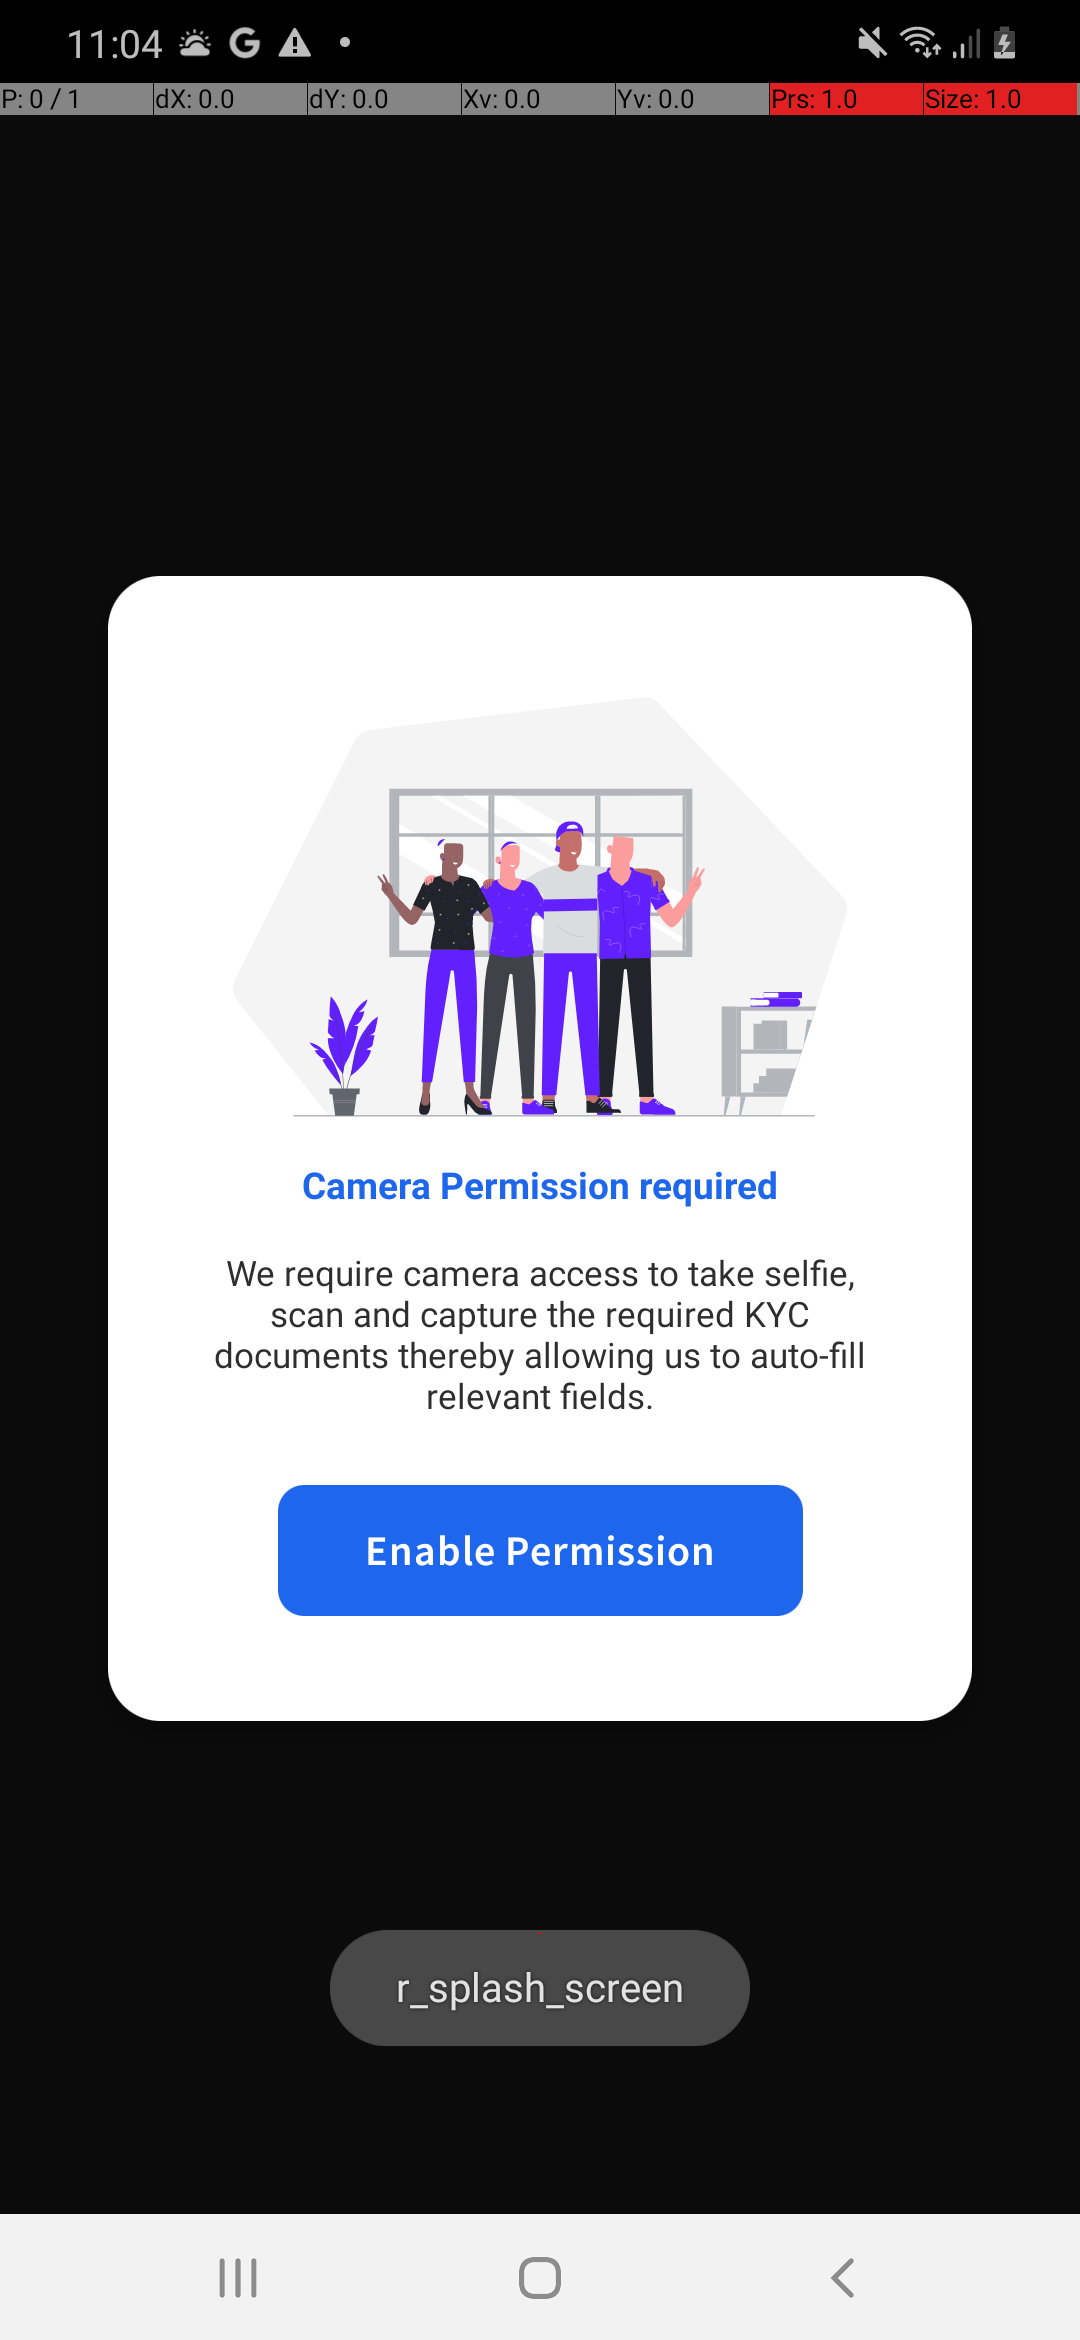 11:04
P: 0 / 1 dX: 0.0 dY: 0.0 Xv: 0.0 Yv: 0.0 Prs: 1.0 Size: 1.0
Camera Permission required
We require camera access to take selfie,
scan and capture the required KYC
documents thereby allowing us to auto-fill
relevant fields.
Enable Permission
r_splash_screen